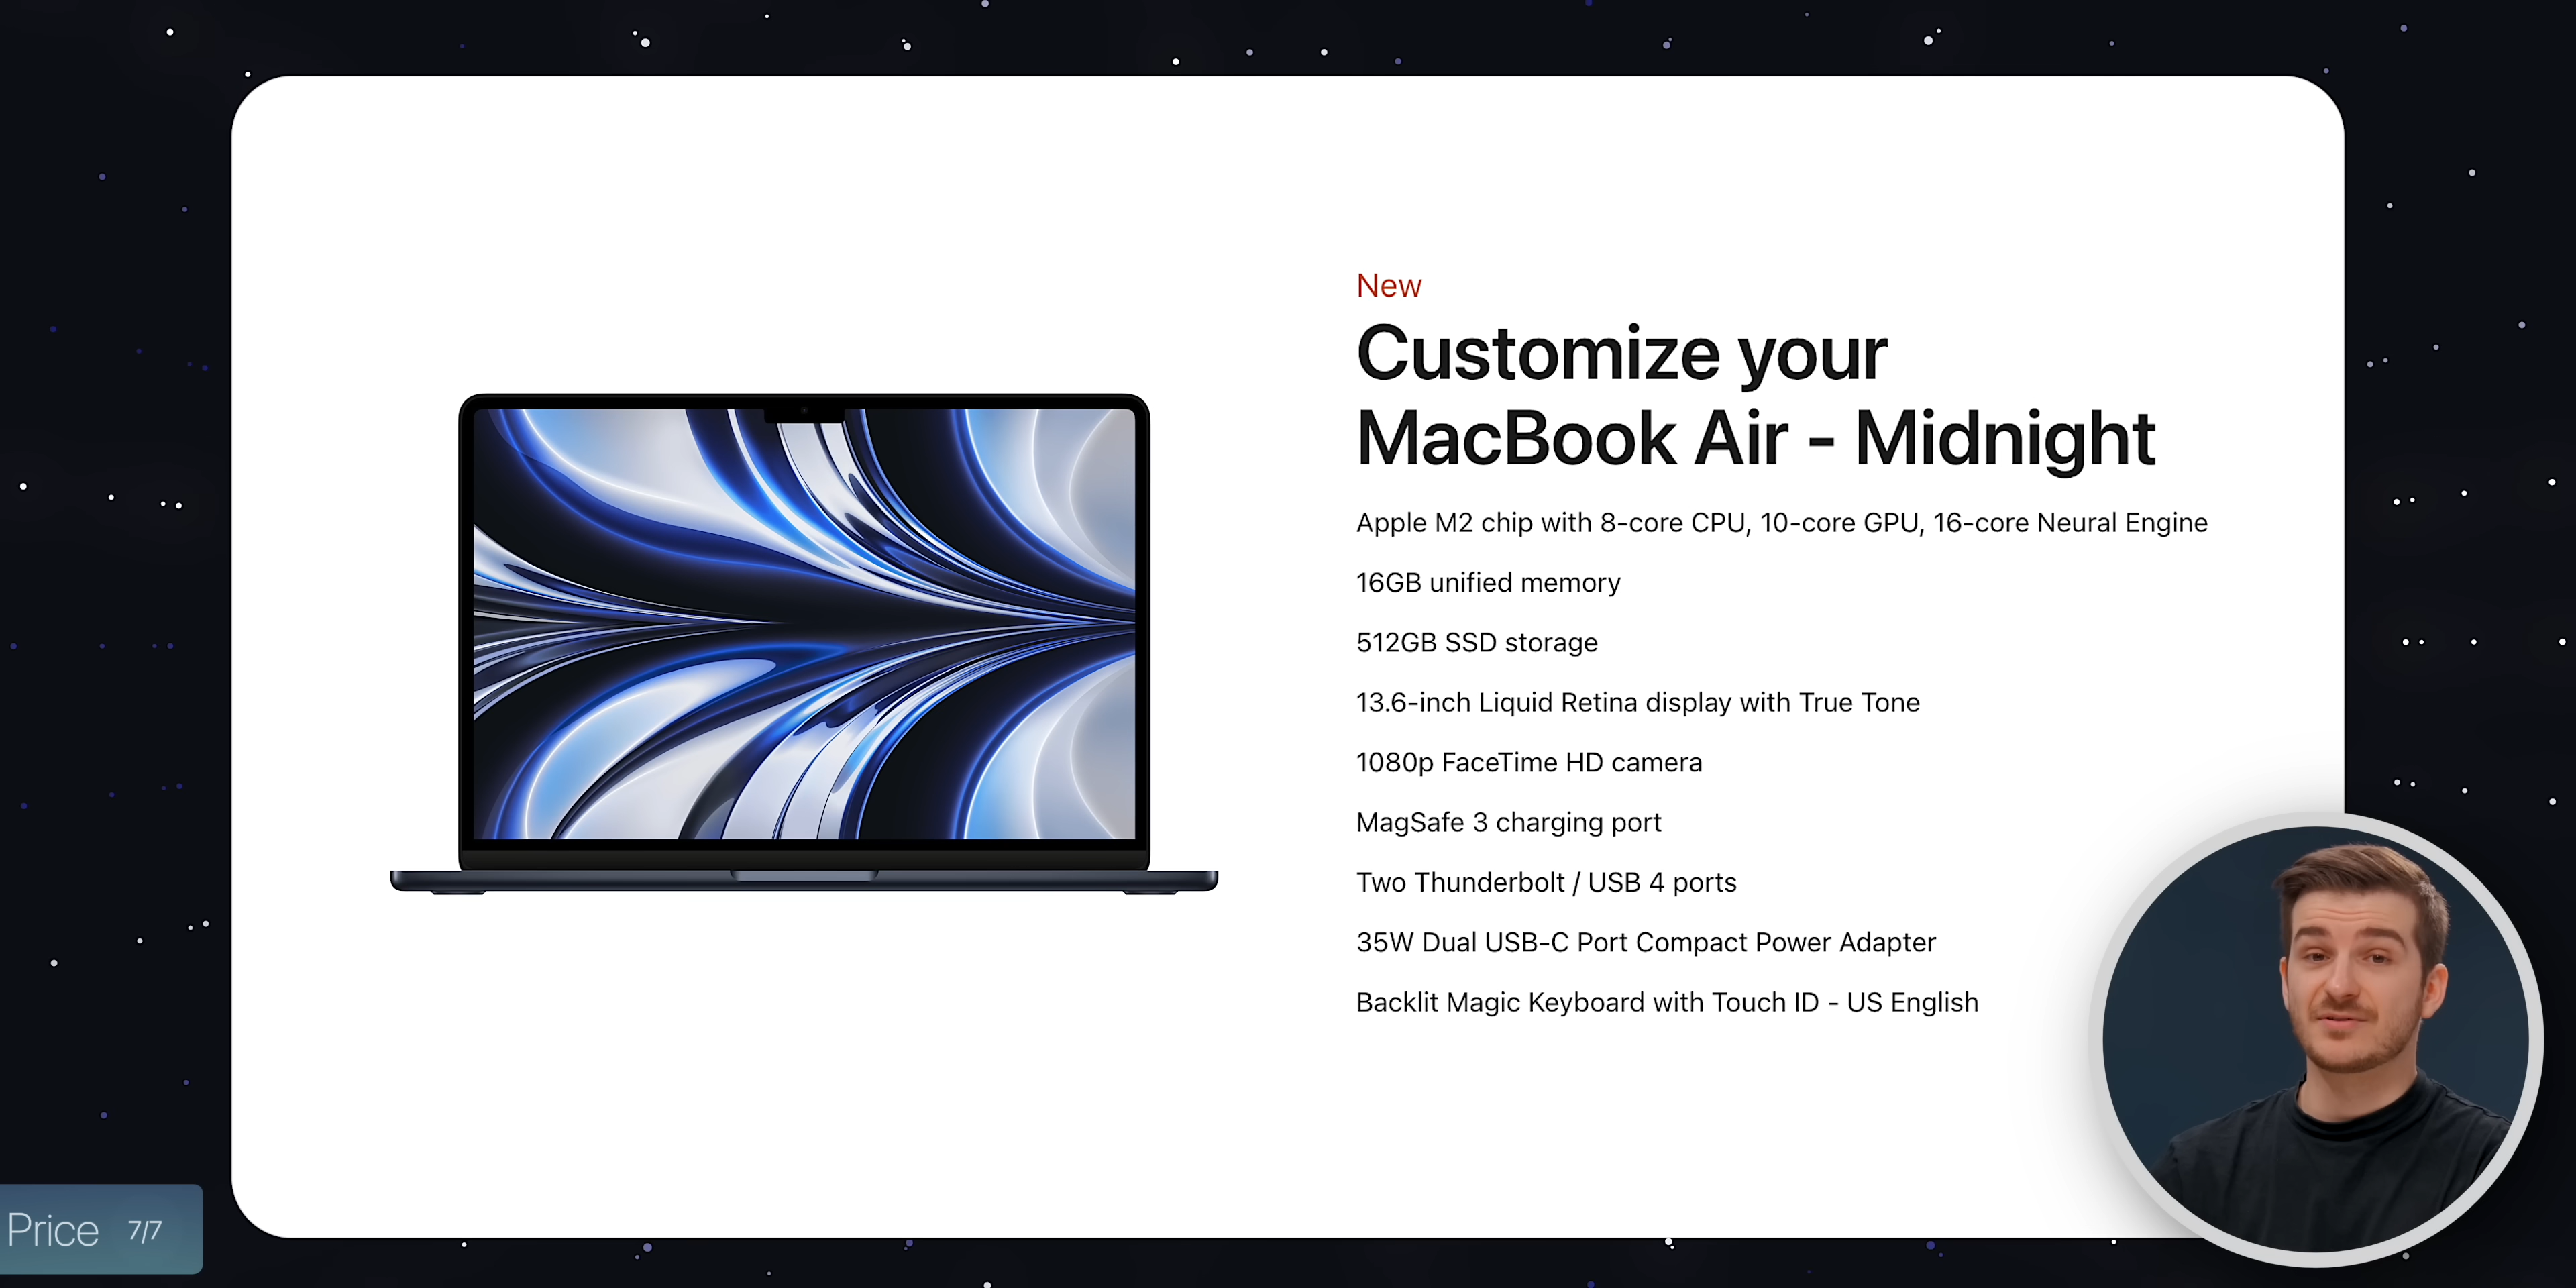 New
Customize your
MacBook Air - Midnight
Apple M2 chip with 8-core CPU, 10-core GPU, 16-core Neural Engine
16GB unified memory
512GB SSD storage
13.6-inch Liquid Retina display with True Tone
1080p FaceTime HD camera
MagSafe 3 charging port
Two Thunderbolt / USB 4 ports
35W Dual USB-C Port Compact Power Adapter
Backlit Magic Keyboard with Touch ID - US English
Price 7/7